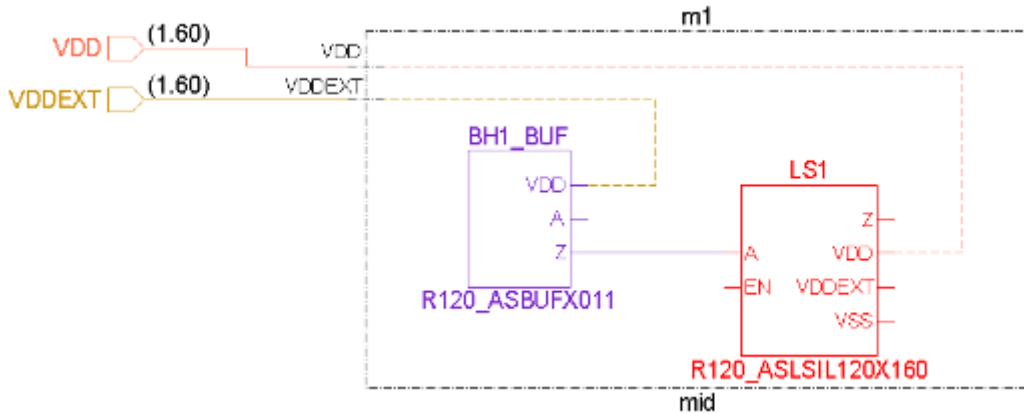 m1
VDD (1.60) VDD
VDDEXT (1.60) VDDEXT
BH1_BUF
VDD
A
Z
R120_ASBUFX011
LS1
Z
A VDD
EN VDDEXT
VSS
R120_ASLSIL120X160
mid